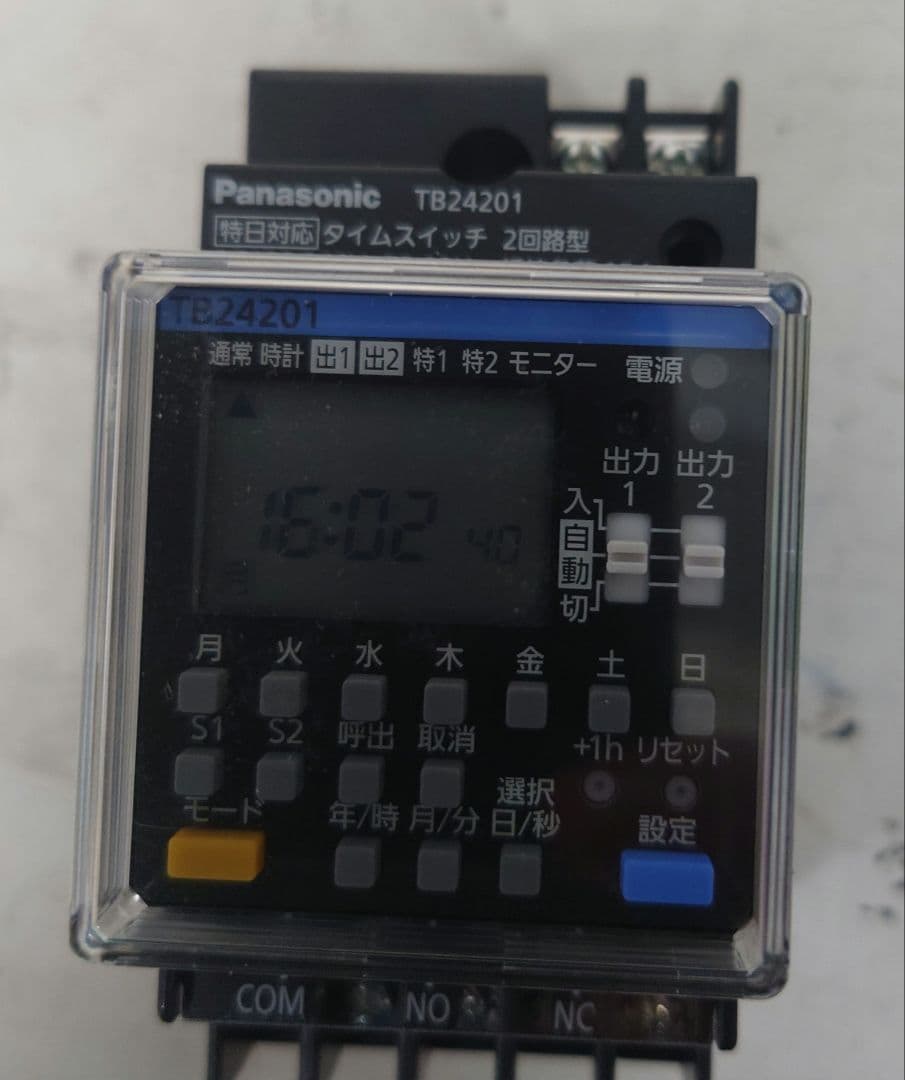 Panasonic TB24201
特日対応 タイムスイッチ 2回路型
TB24201
通常 時計 出1 出2 特1 特2 モニター 電源
出力 出力
1 2
入
自動
切
16:02 40
月 火 水 木 金 土 日
S1 S2 呼出 取消 +1h リセット
選択
モード 年/時 月/分 日/秒 設定
COM NO NC